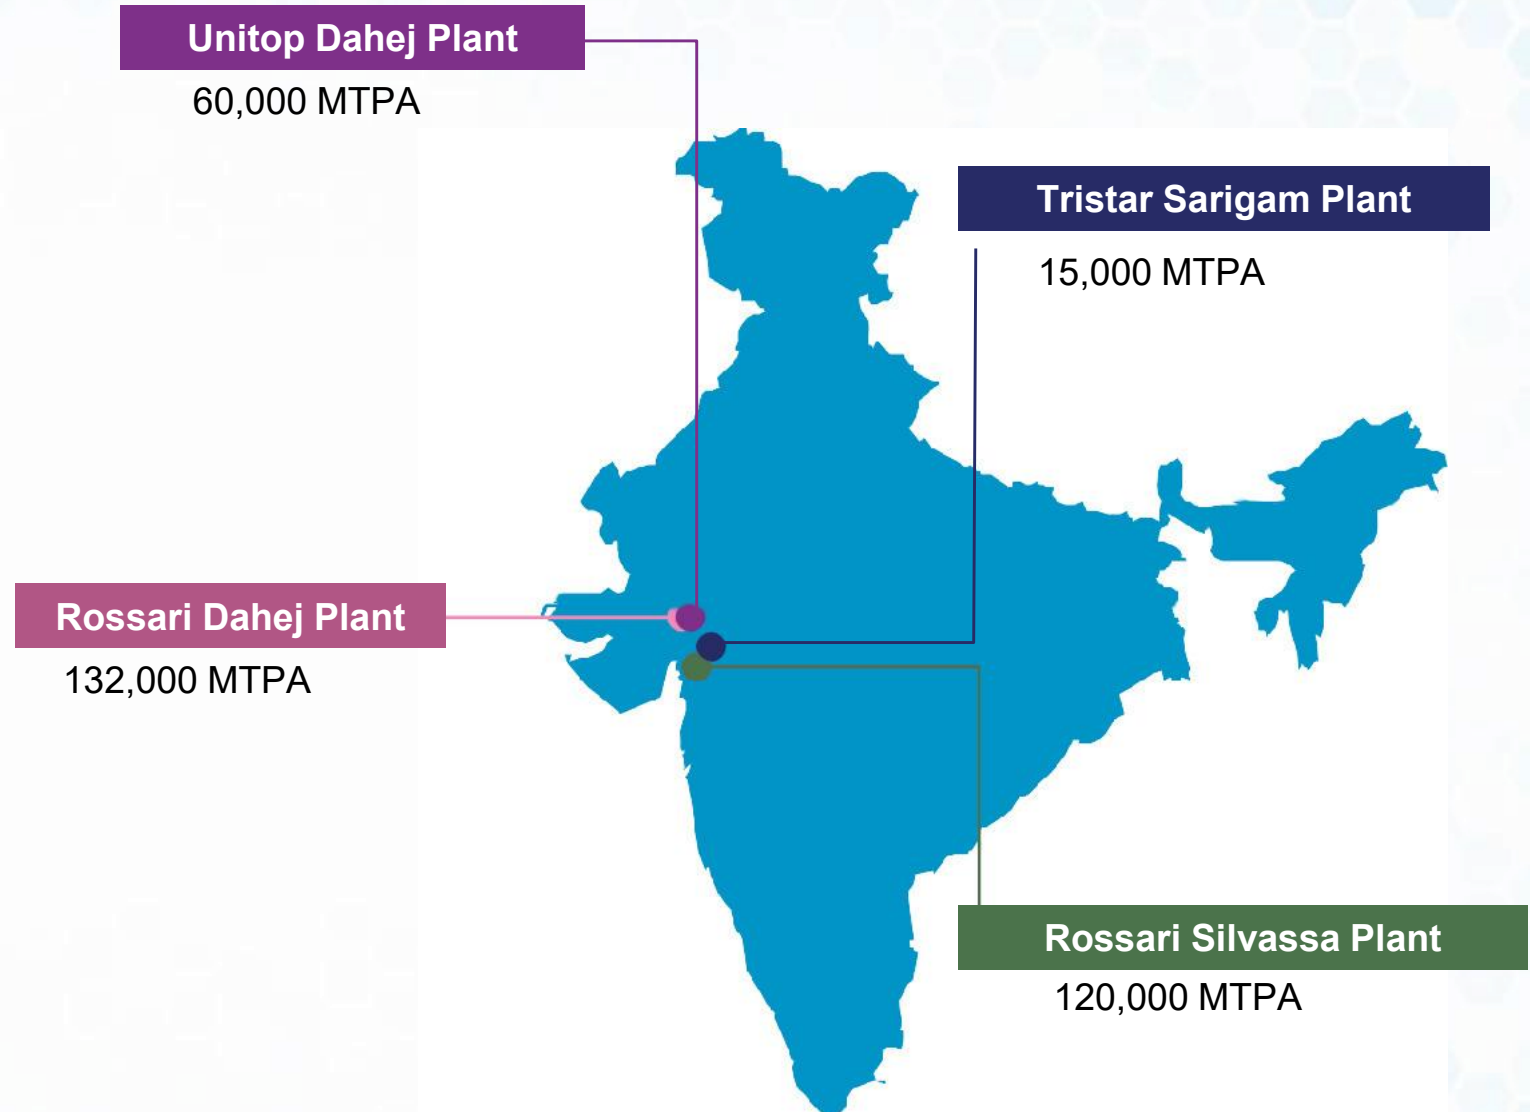 Unitop Dahej Plant
60,000 MTPA
Tristar Sarigam Plant
15,000 MTPA
Rossari Dahej Plant
132,000 MTPA
Rossari Silvassa Plant
120,000 MTPA